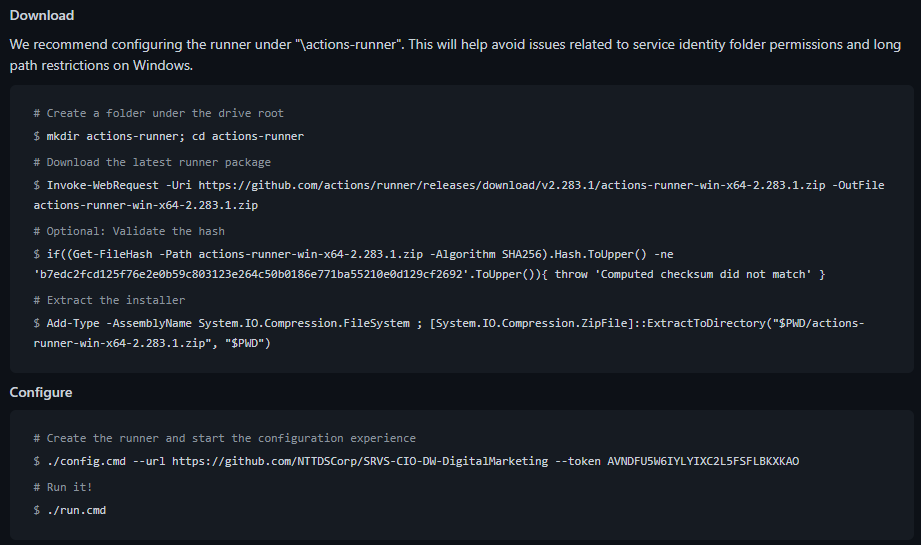 Download
We recommend configuring the runner under "\actions-runner". This will help avoid issues related to service identity folder permissions and long
path restrictions on Windows.
# Create a folder under the drive root
$ mkdir actions-runner; cd actions-runner
# Download the latest runner package
$ Invoke-WebRequest -Uri https://github.com/actions/runner/releases/download/v2.283.1/actions-runner-win-x64-2.283.1.zip -OutFile
actions-runner-win-x64-2.283.1.zip
# Optional: Validate the hash
$ if((Get-FileHash -Path actions-runner-win-x64-2.283.1.zip -Algorithm SHA256).Hash.ToUpper() -ne
'b7edc2fcd125f76e2e0b59c803123e264c50b0186e771ba55210e0d129cf2692'.ToUpper()){ throw 'Computed checksum did not match' }
# Extract the installer
$ Add-Type -AssemblyName System.IO.Compression.FileSystem ; [System.IO.Compression.ZipFile]::ExtractToDirectory("$PWD/actions-
runner-win-x64-2.283.1.zip", "$PWD")
Configure
# Create the runner and start the configuration experience
$ ./config.cmd --url https://github.com/NTTDSCorp/SRVS-CIO-DW-DigitalMarketing --token AVNDFU5W6IYLYIXC2L5FSFLBKXKAO
# Run it!
$ ./run.cmd